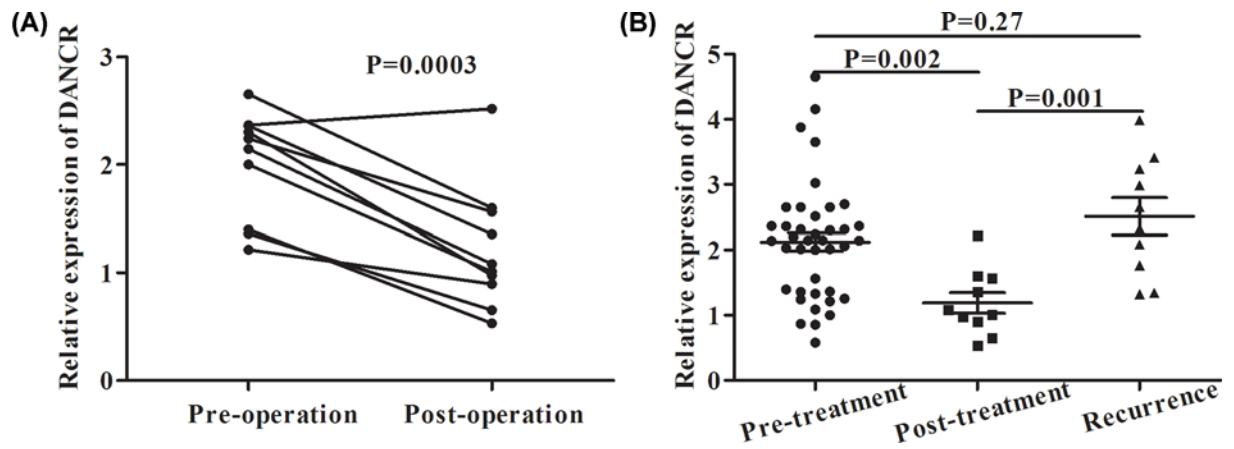 (A)
Relative expression of DANCR
3
2
1
0
P=0.0003
Pre-operation
Post-operation
(B)
Relative expression of DANCR
5
4
3
2
1
0
P=0.27
P=0.002
P=0.001
Pre-treatment
Post-treatment
Recurrence